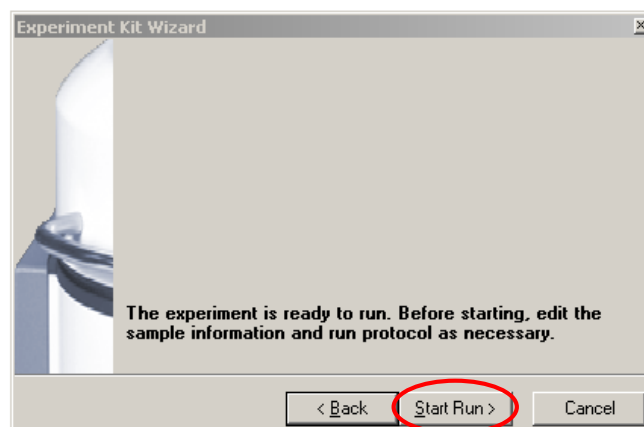 Experiment Kit Wizard
The experiment is ready to run. Before starting, edit the
sample information and run protocol as necessary.
< Back
Start Run >
Cancel